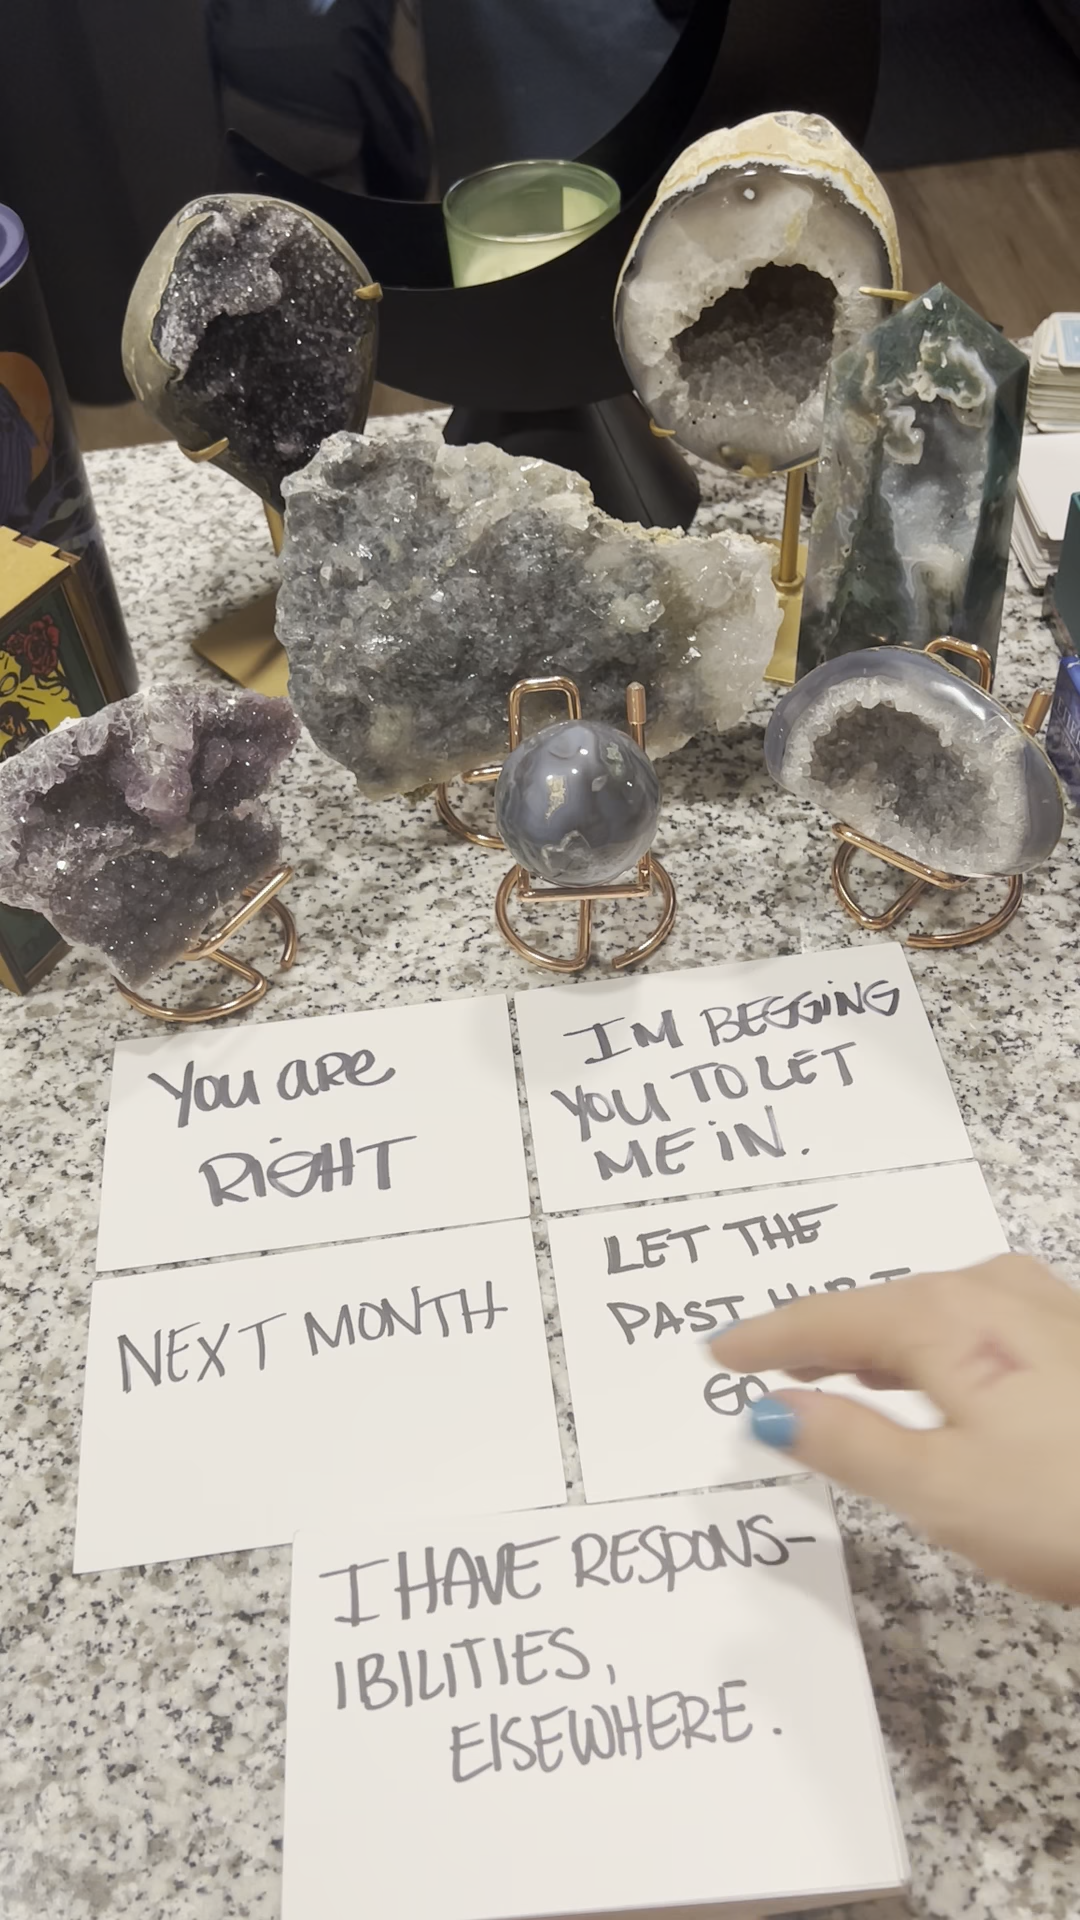 You are
RIGHT
IM BEGGING
YOU TO LET
ME iN.
NEXT MONTH
LET THE
PAST
GO
I HAVE RESPONS-
IBILITIES,
ElSEWHERE.